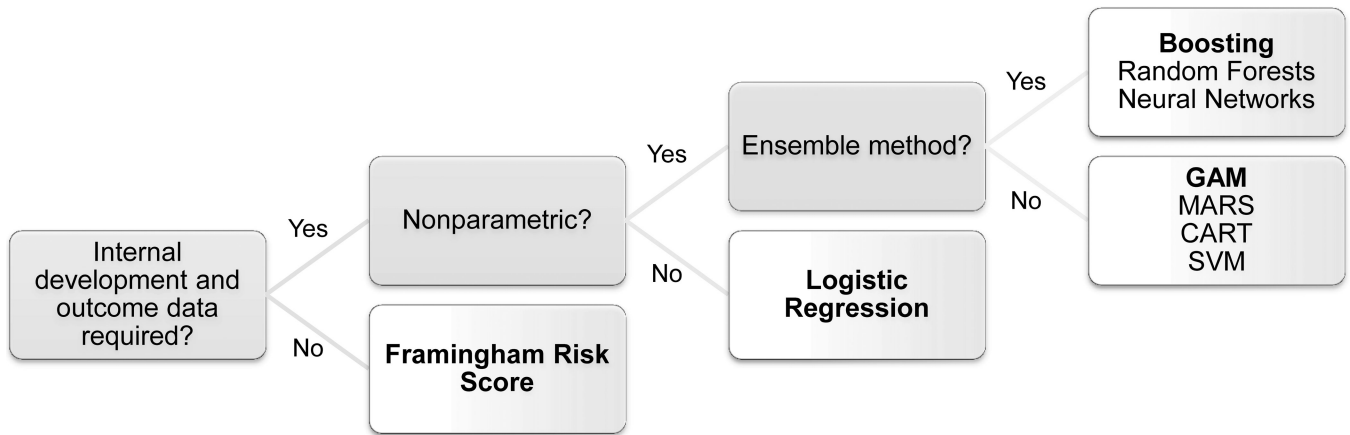 Internal
development and
outcome data
required?
Yes
No
Nonparametric?
Framingham Risk
Score
Yes
No
Ensemble method?
Logistic
Regression
Yes
No
Boosting
Random Forests
Neural Networks
GAM
MARS
CART
SVM